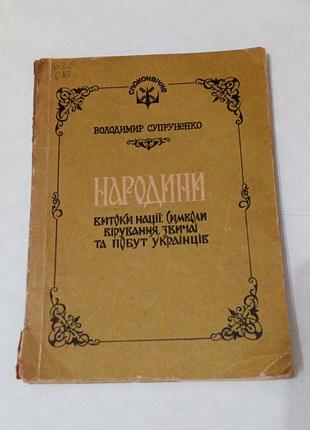 СПОКОНВІЧНЕ
ВОЛОДИМИР СУПРУНЕНКО
НАРОДИНИ
ВИТОКИ НАЦІЇ: СИМВОЛИ
ВІРУВАННЯ, ЗВИЧАЇ
ТА ПОБУТ УКРАЇНЦІВ